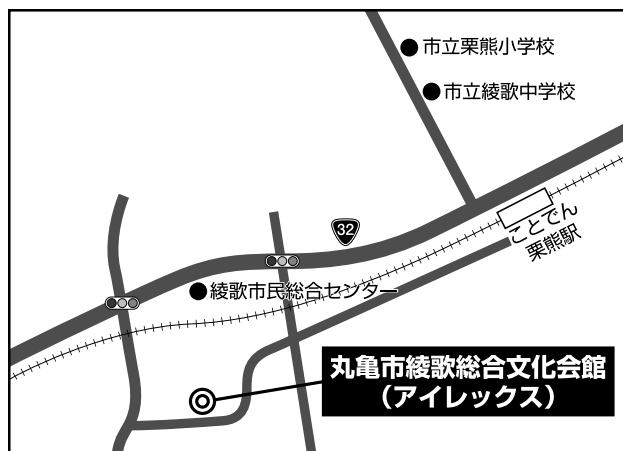 市立栗熊小学校
市立綾歌中学校
32
ことでん
栗熊駅
綾歌市民総合センター
丸亀市綾歌総合文化会館
（アイレックス）